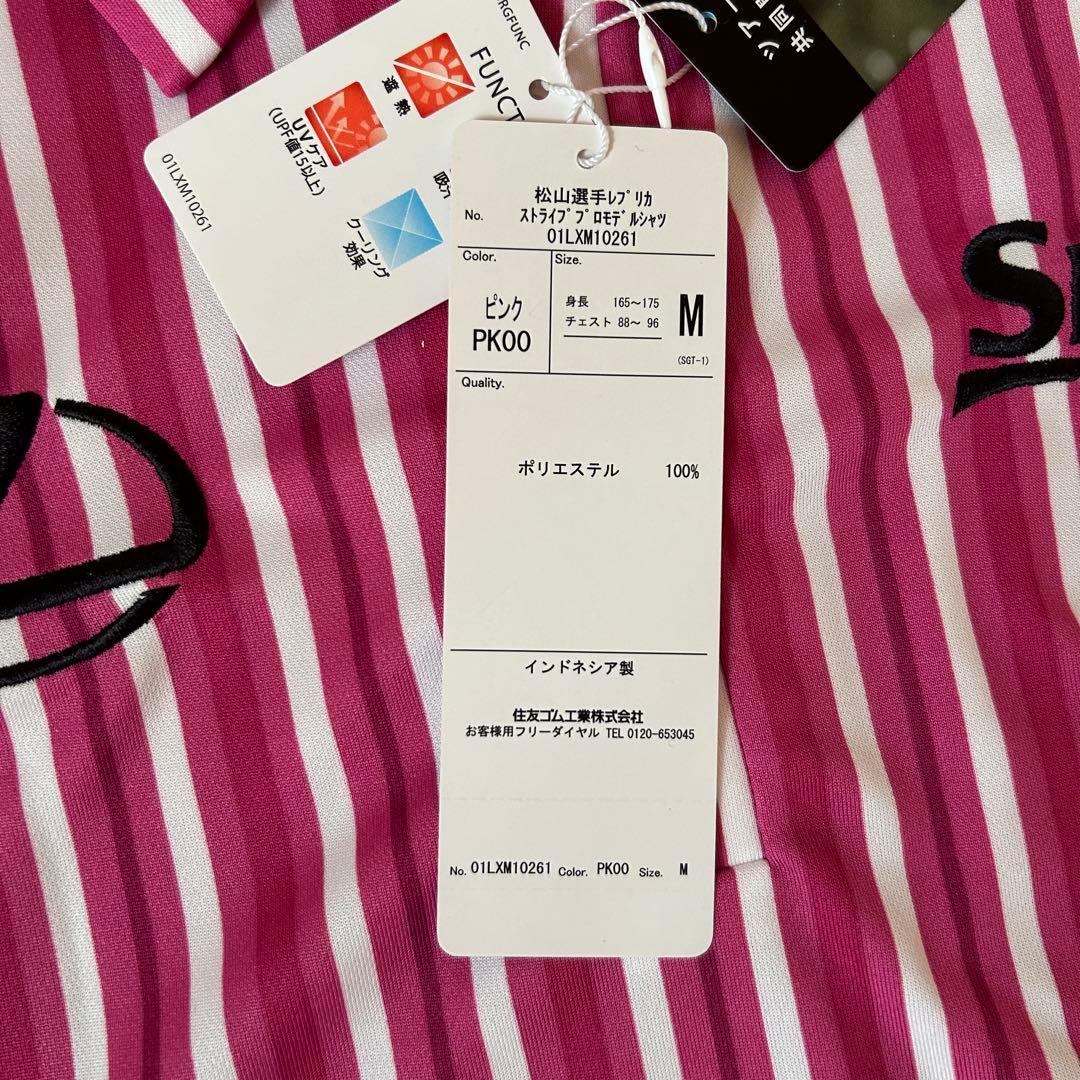 RGFUNC
FUNCT
遮熱
UVケア
(UPF値15以上)
クーリング
効果
01LXM10261
ツア
共同
No.
松山選手ﾚﾌﾟﾘｶ
ｽﾄﾗｲﾌﾟﾌﾟﾛﾓﾃﾞﾙｼｬﾂ
01LXM10261
Color.
ピンク
PK00
Size.
身長 165～175
チェスト 88～ 96
M
(SGT-1)
Quality.
ポリエステル 100%
インドネシア製
住友ゴム工業株式会社
お客様用フリーダイヤル TEL 0120-653045
No. 01LXM10261 Color. PK00 Size. M